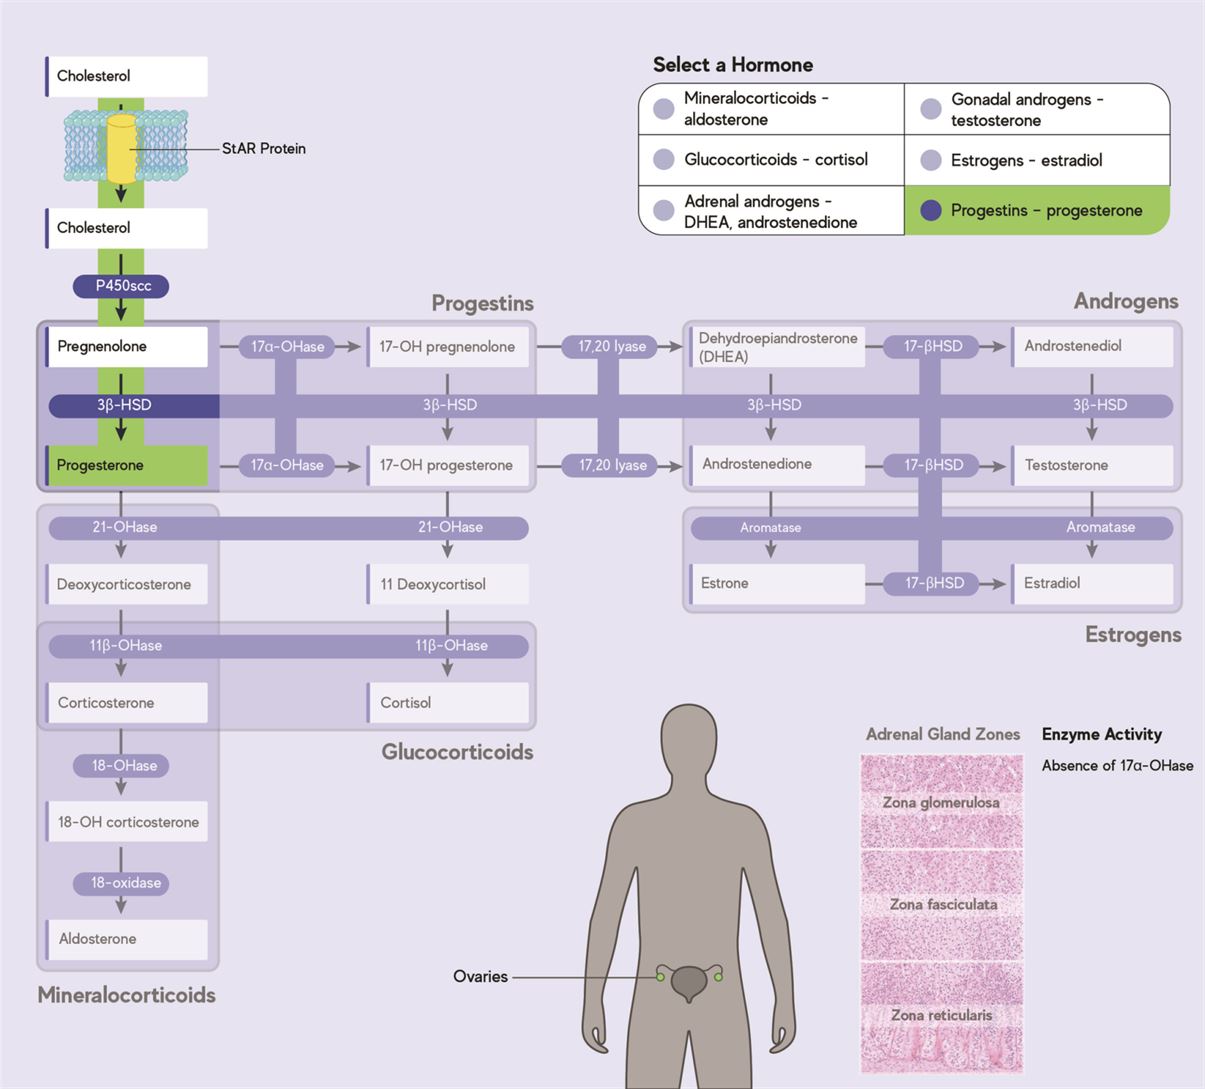 Cholesterol
StAR Protein
Cholesterol
P450scc
Select a Hormone
Mineralocorticoids –
aldosterone
Gonadal androgens –
testosterone
Glucocorticoids – cortisol
Estrogens – estradiol
Adrenal androgens –
DHEA, androstenedione
Progestins – progesterone
Progestins
Androgens
Pregnenolone
17α-OHase
17-OH pregnenolone
17,20 lyase
Dehydroepiandrosterone
(DHEA)
17-βHSD
Androstenediol
3β-HSD
3β-HSD
3β-HSD
3β-HSD
Progesterone
17α-OHase
17-OH progesterone
17,20 lyase
Androstenedione
17-βHSD
Testosterone
21-OHase
21-OHase
Aromatase
Aromatase
Deoxycorticosterone
11 Deoxycortisol
Estrone
17-βHSD
Estradiol
Estrogens
11β-OHase
11β-OHase
Corticosterone
Cortisol
Glucocorticoids
18-OHase
18-OH corticosterone
18-oxidase
Aldosterone
Mineralocorticoids
Ovaries
Adrenal Gland Zones
Zona glomerulosa
Zona fasciculata
Zona reticularis
Enzyme Activity
Absence of 17α-OHase